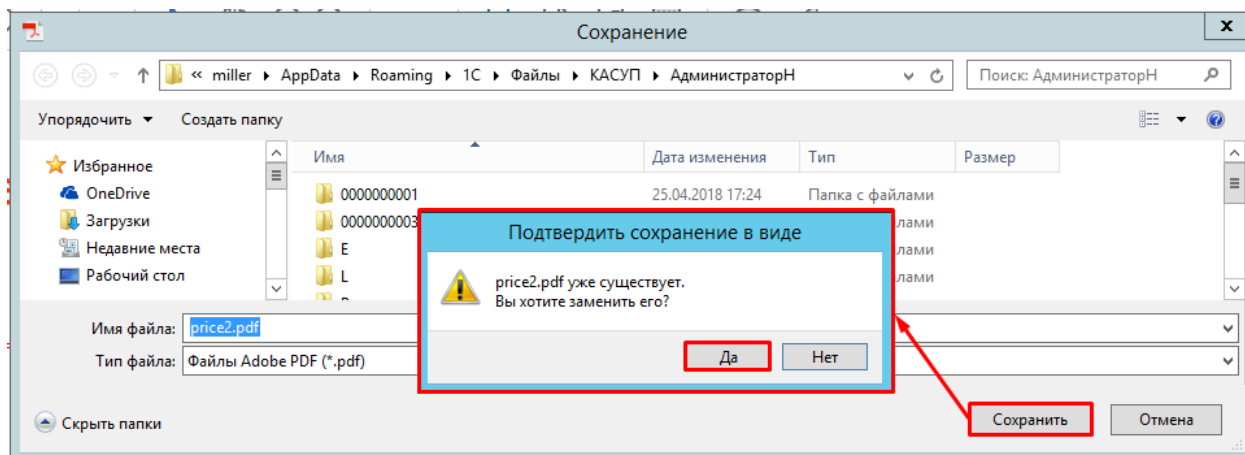 Сохранение
x
« miller ▸ AppData ▸ Roaming ▸ 1С ▸ Файлы ▸ КАСУП ▸ АдминистраторН
Поиск: АдминистраторН
Упорядочить Создать папку
Имя Дата изменения Тип Размер
Избранное
OneDrive
Загрузки
Недавние места
Рабочий стол
0000000001 25.04.2018 17:24 Папка с файлами
0000000003 лами
E лами
L лами
Подтвердить сохранение в виде
price2.pdf уже существует.
Вы хотите заменить его?
Да Нет
Имя файла: price2.pdf
Тип файла: Файлы Adobe PDF (*.pdf)
Скрыть папки
Сохранить Отмена